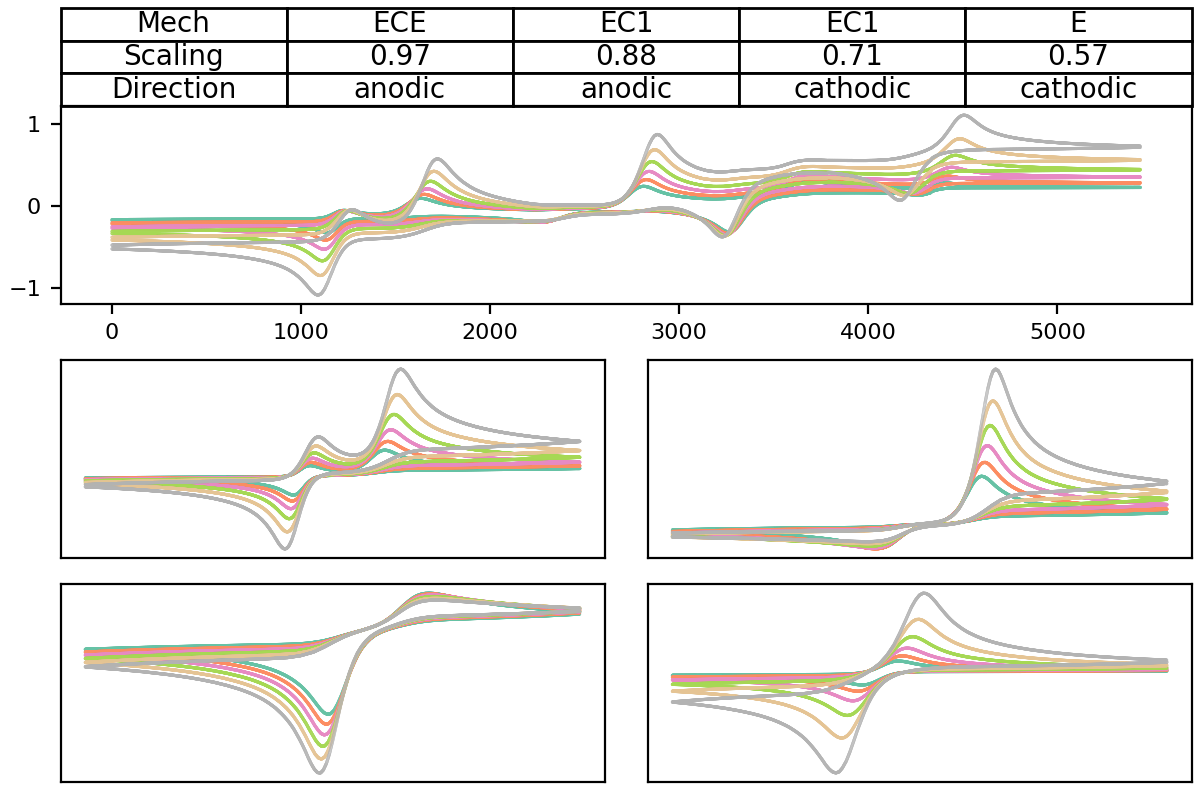 Mech ECE EC1 EC1 E
Scaling 0.97 0.88 0.71 0.57
Direction anodic anodic cathodic cathodic
1
0
−1
0 1000 2000 3000 4000 5000